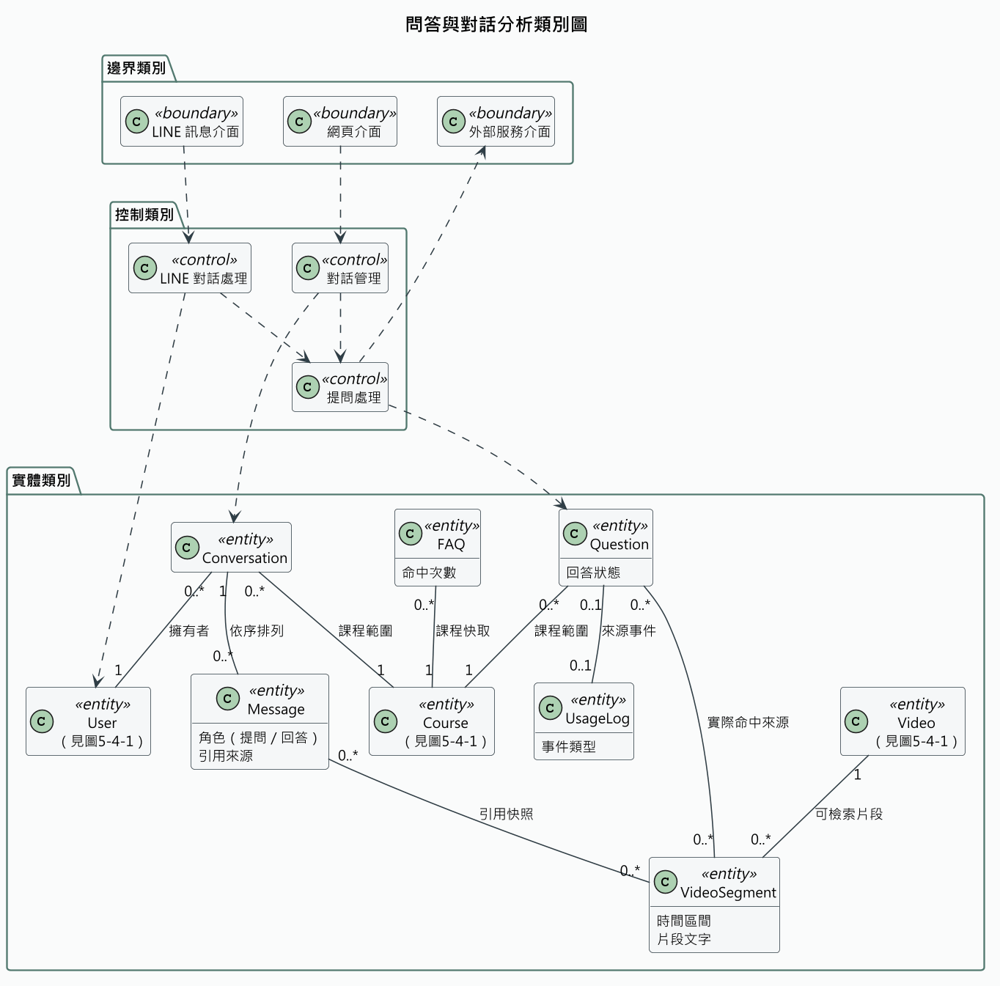 問答與對話分析類別圖
邊界類別
C
«boundary»
LINE 訊息介面
C
«boundary»
網頁介面
C
«boundary»
外部服務介面
控制類別
C
«control»
LINE 對話處理
C
«control»
對話管理
C
«control»
提問處理
實體類別
C
«entity»
Conversation
C
«entity»
FAQ
命中次數
C
«entity»
Question
回答狀態
0..*
1
0..*
0..*
0..*
0..1
0..*
擁有者
依序排列
課程範圍
課程快取
課程範圍
來源事件
1
0..*
1
1
1
0..1
C
«entity»
User
( 見圖5-4-1 )
C
«entity»
Message
角色 ( 提問 / 回答 )
引用來源
C
«entity»
Course
( 見圖5-4-1 )
C
«entity»
UsageLog
事件類型
實際命中來源
C
«entity»
Video
( 見圖5-4-1 )
0..*
1
引用快照
可檢索片段
0..*
0..*
0..*
C
«entity»
VideoSegment
時間區間
片段文字